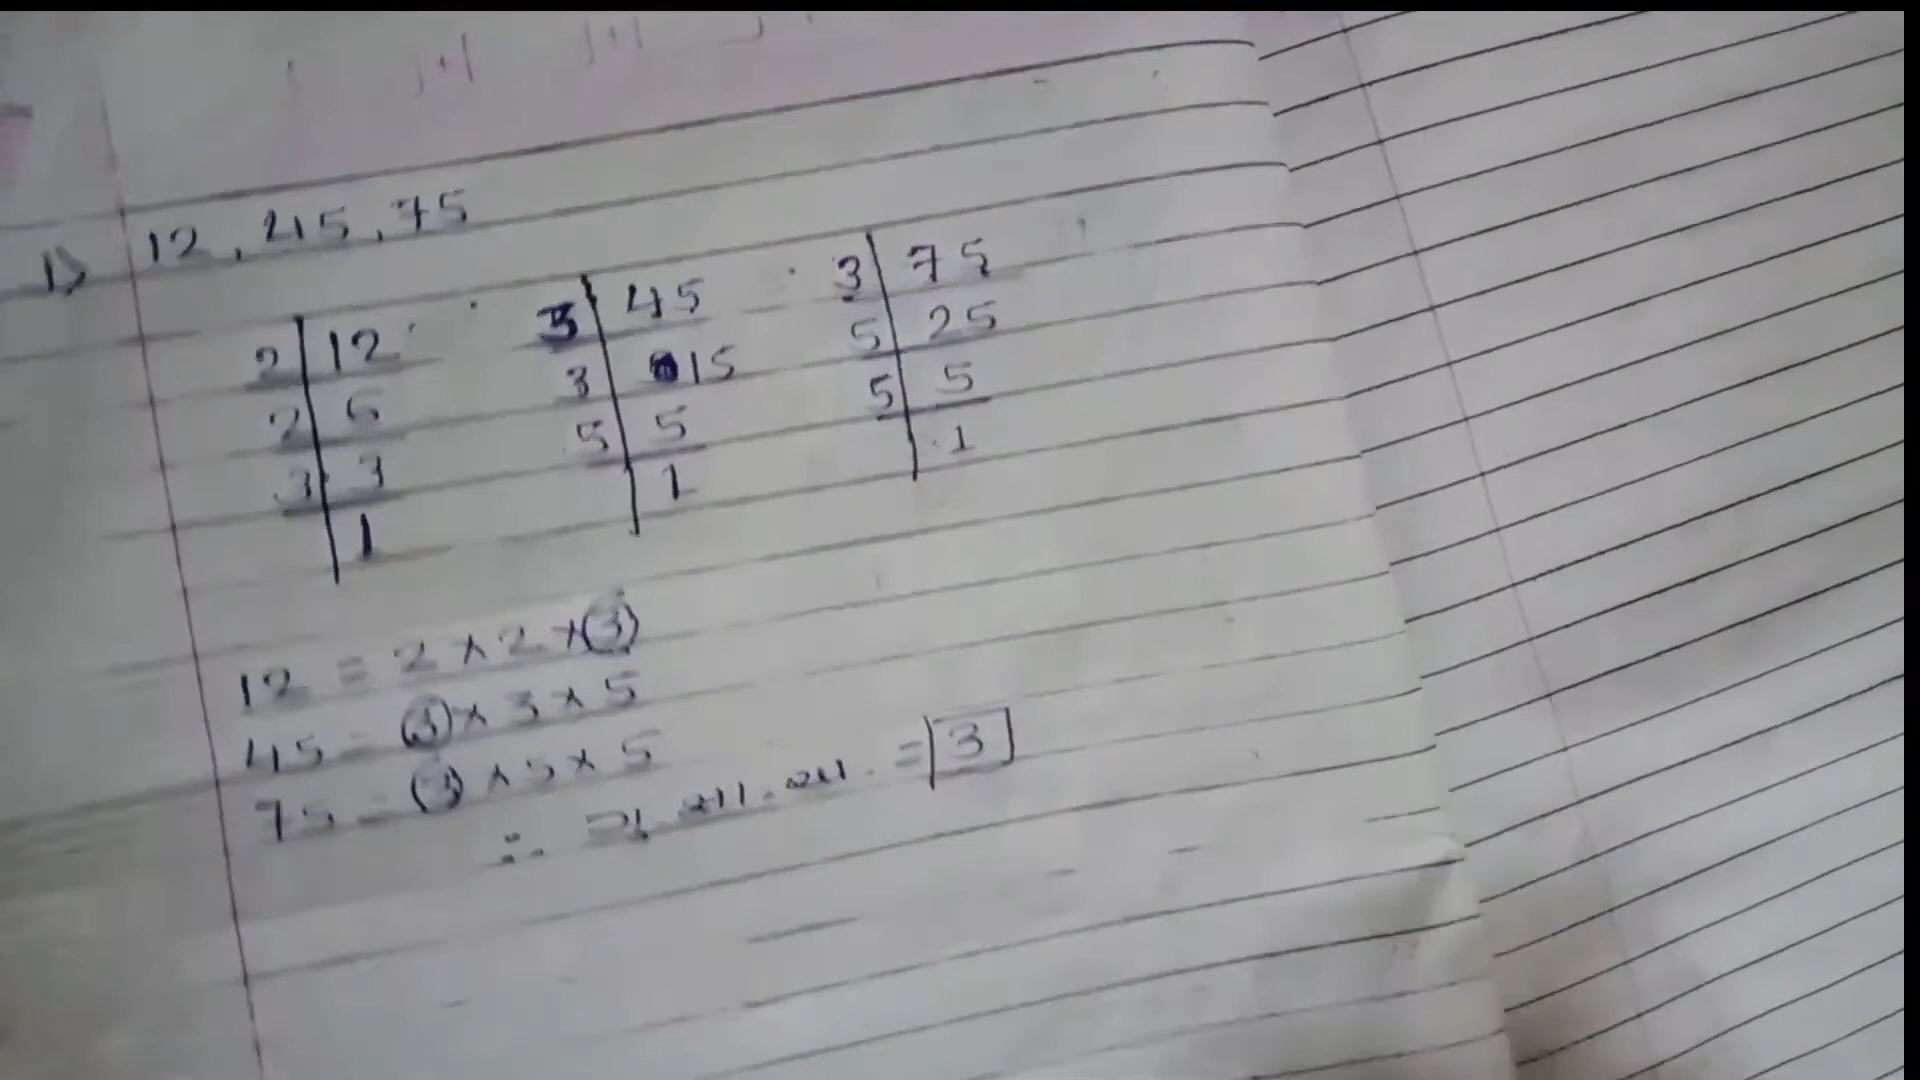 1) 12, 45, 75
2 | 12 3 | 45 3 | 75
2 | 6 3 | 15 5 | 25
3 | 3 5 | 5 5 | 5
| 1 | 1 | 1
12 = 2 × 2 × 3
45 = 3 × 3 × 5
75 = 3 × 5 × 5
∴ = 3